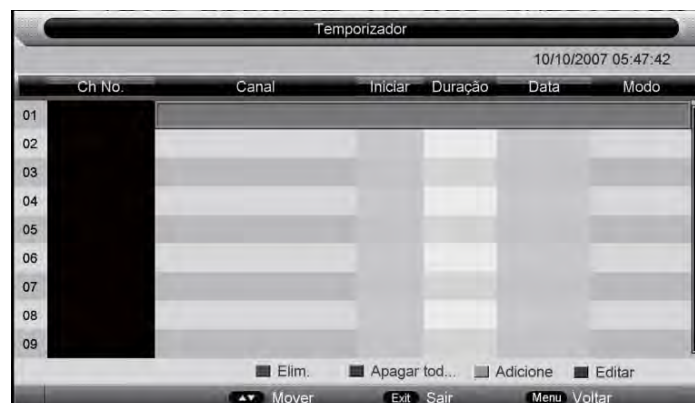 Temporizador
10/10/2007 05:47:42
Ch No. Canal Iniciar Duração Data Modo
01
02
03
04
05
06
07
08
09
Elim. Apagar tod... Adicione Editar
Mover Exit Sair Menu Voltar